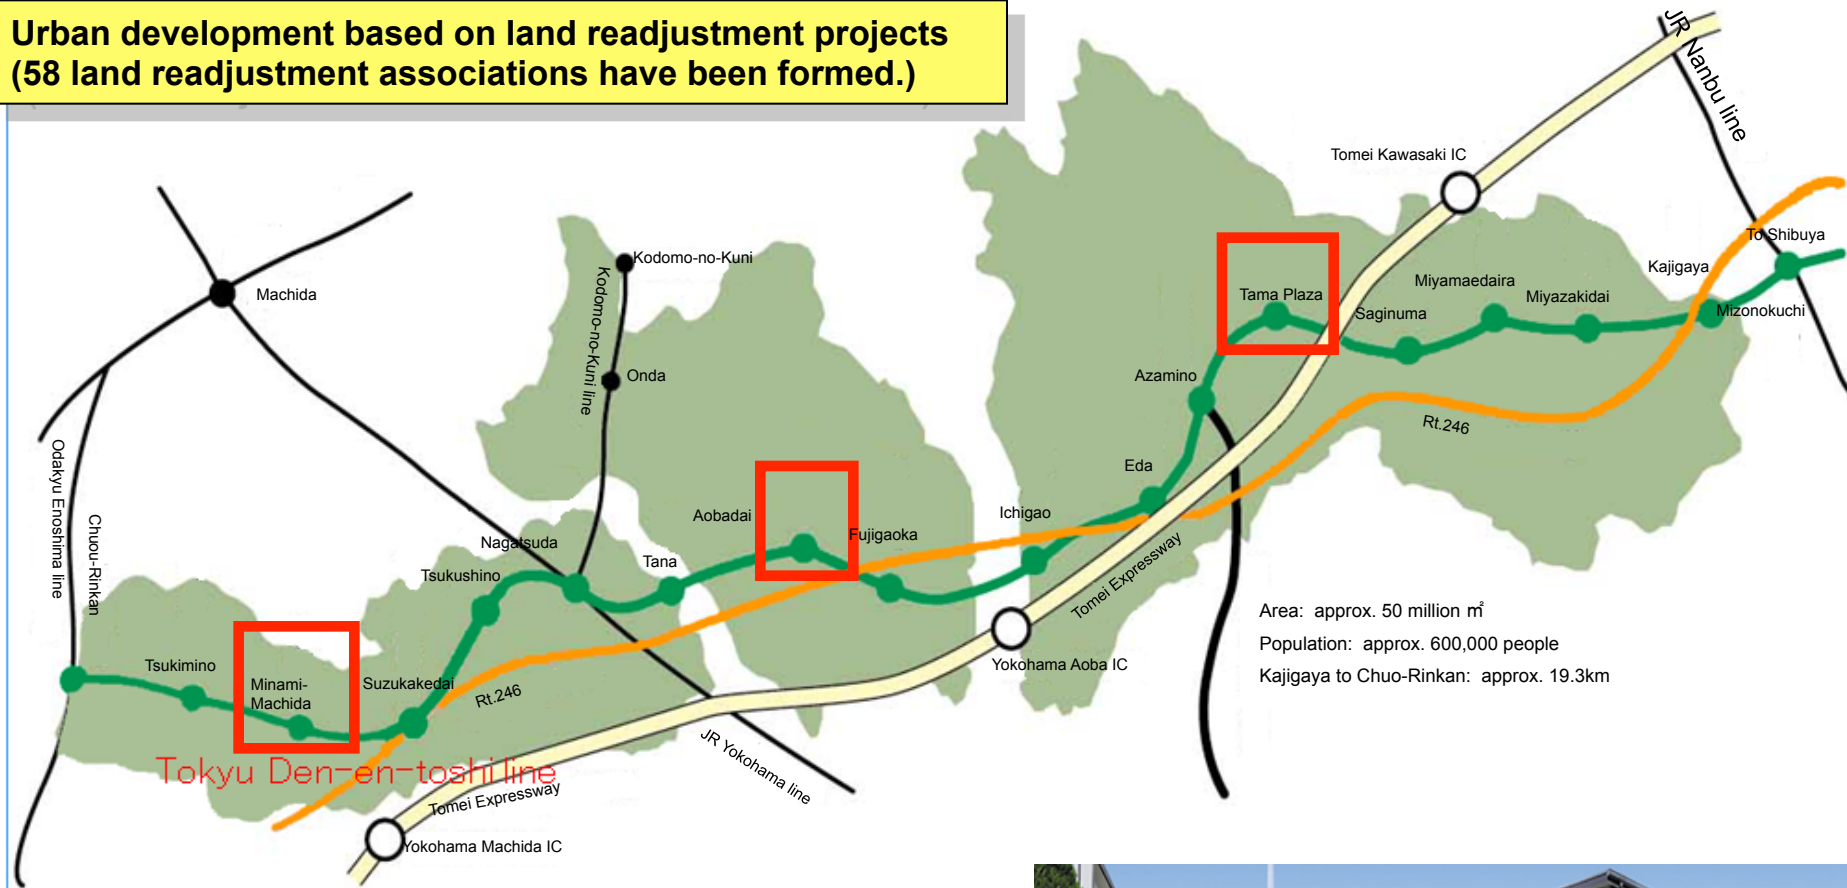 Urban development based on land readjustment projects
(58 land readjustment associations have been formed.)
JR Nanbu line
Tomei Kawasaki IC
To Shibuya
Kodomo-no-Kuni
Kajigaya
Miyamaedaira
Machida
Tama Plaza
Miyazakidai
Saginuma
Mizonokuchi
Kodomo-no-Kuni line
Onda
Azamino
Rt.246
Odakyu Enoshima line
Chuou-Rinkan
Eda
Aobadai
Ichigao
Fujigaoka
Nagatsuda
Tana
Tsukushino
Tomei Expressway
Area: approx. 50 million ㎡
Population: approx. 600,000 people
Kajigaya to Chuo-Rinkan: approx. 19.3km
Yokohama Aoba IC
Tsukimino
Minami-
Machida
Suzukakedai
Rt.246
JR Yokohama line
Tokyu Den-en-toshi line
Tomei Expressway
Yokohama Machida IC